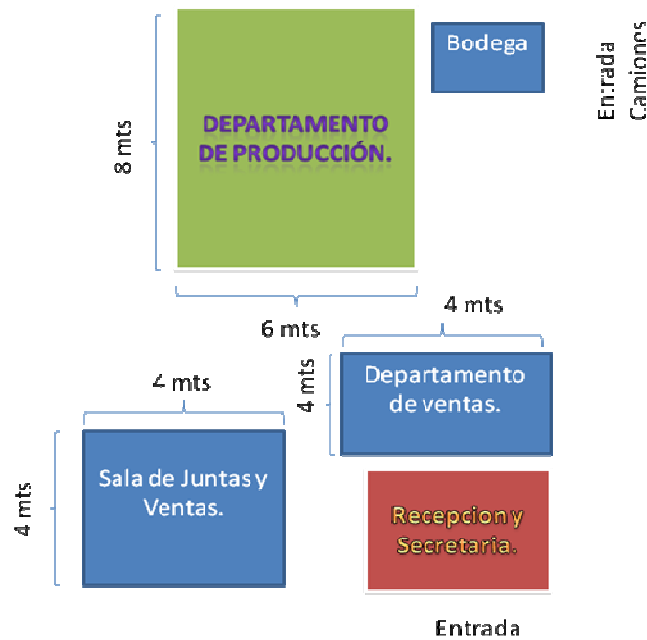 Bodega
Entrada
Camiones
DEPARTAMENTO
DE PRODUCCIÓN.
8 mts
6 mts
4 mts
Departamento
de ventas.
4 mts
4 mts
Sala de Juntas y
Ventas.
4 mts
Recepcion y
Secretaria.
Entrada